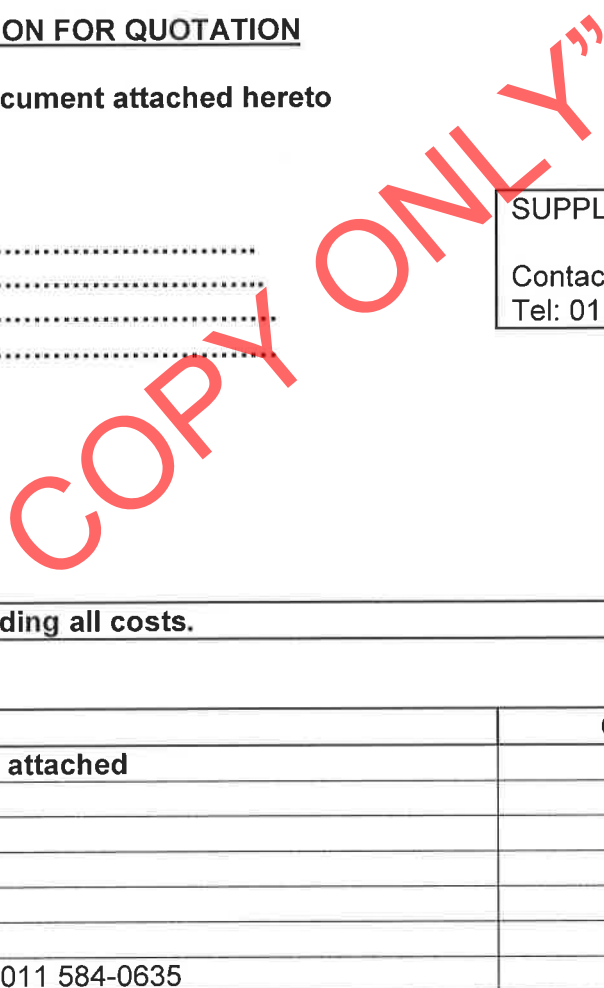 ON FOR QUOTATION
cument attached hereto
COPY ONLY”
SUPPL
Contac
Tel: 01
ding all costs.
attached
011 584-0635